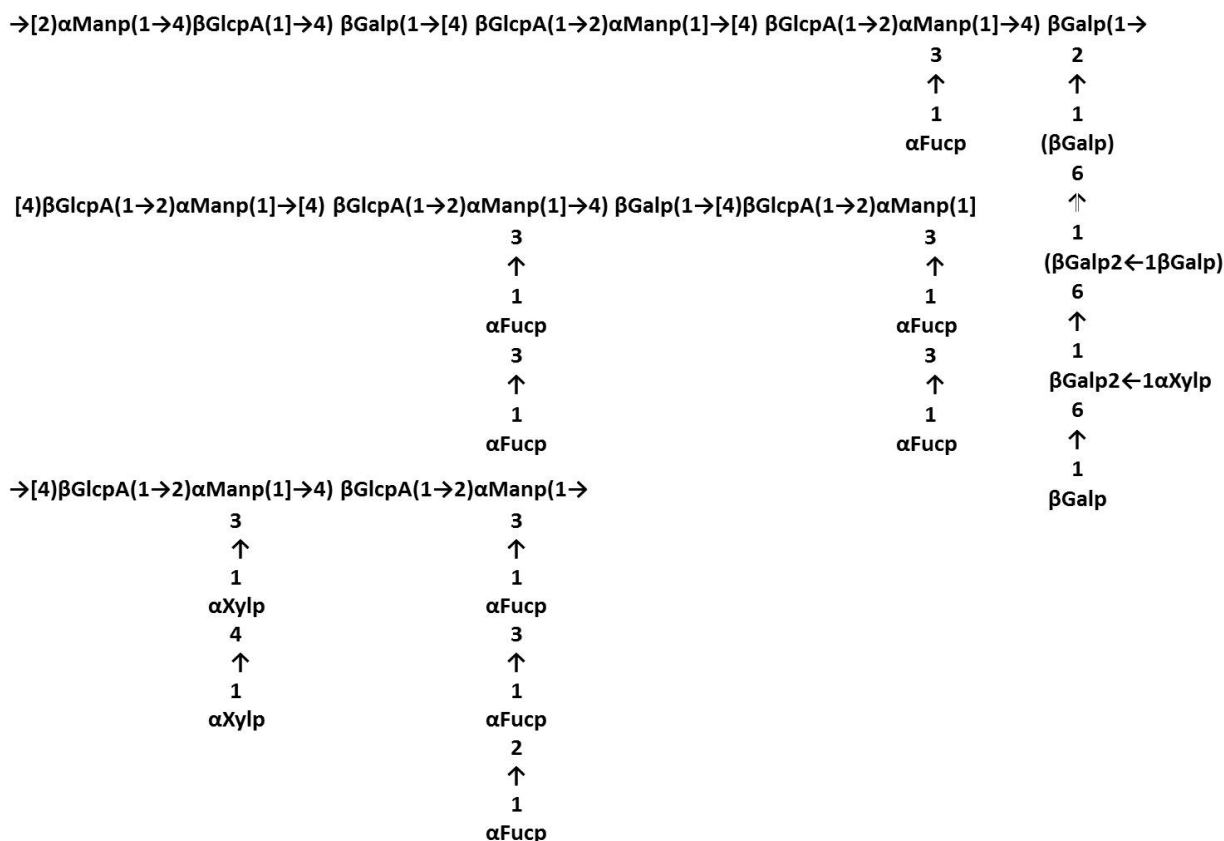 →[2)αManp(1→4)βGlcpA(1]→4) βGalp(1→[4) βGlcpA(1→2)αManp(1]→[4) βGlcpA(1→2)αManp(1]→4) βGalp(1→
3 2
↑ ↑
1 1
αFucp (βGalp)
6
[4)βGlcpA(1→2)αManp(1]→[4) βGlcpA(1→2)αManp(1]→4) βGalp(1→[4)βGlcpA(1→2)αManp(1] ↑
3 3 1
↑ ↑ (βGalp2←1βGalp)
1 1 6
αFucp αFucp ↑
3 3 1
↑ ↑ βGalp2←1αXylp
1 1 6
αFucp αFucp ↑
1
→[4)βGlcpA(1→2)αManp(1]→4) βGlcpA(1→2)αManp(1→ βGalp
3 3
↑ ↑
1 1
αXylp αFucp
4 3
↑ ↑
1 1
αXylp αFucp
2
↑
1
αFucp